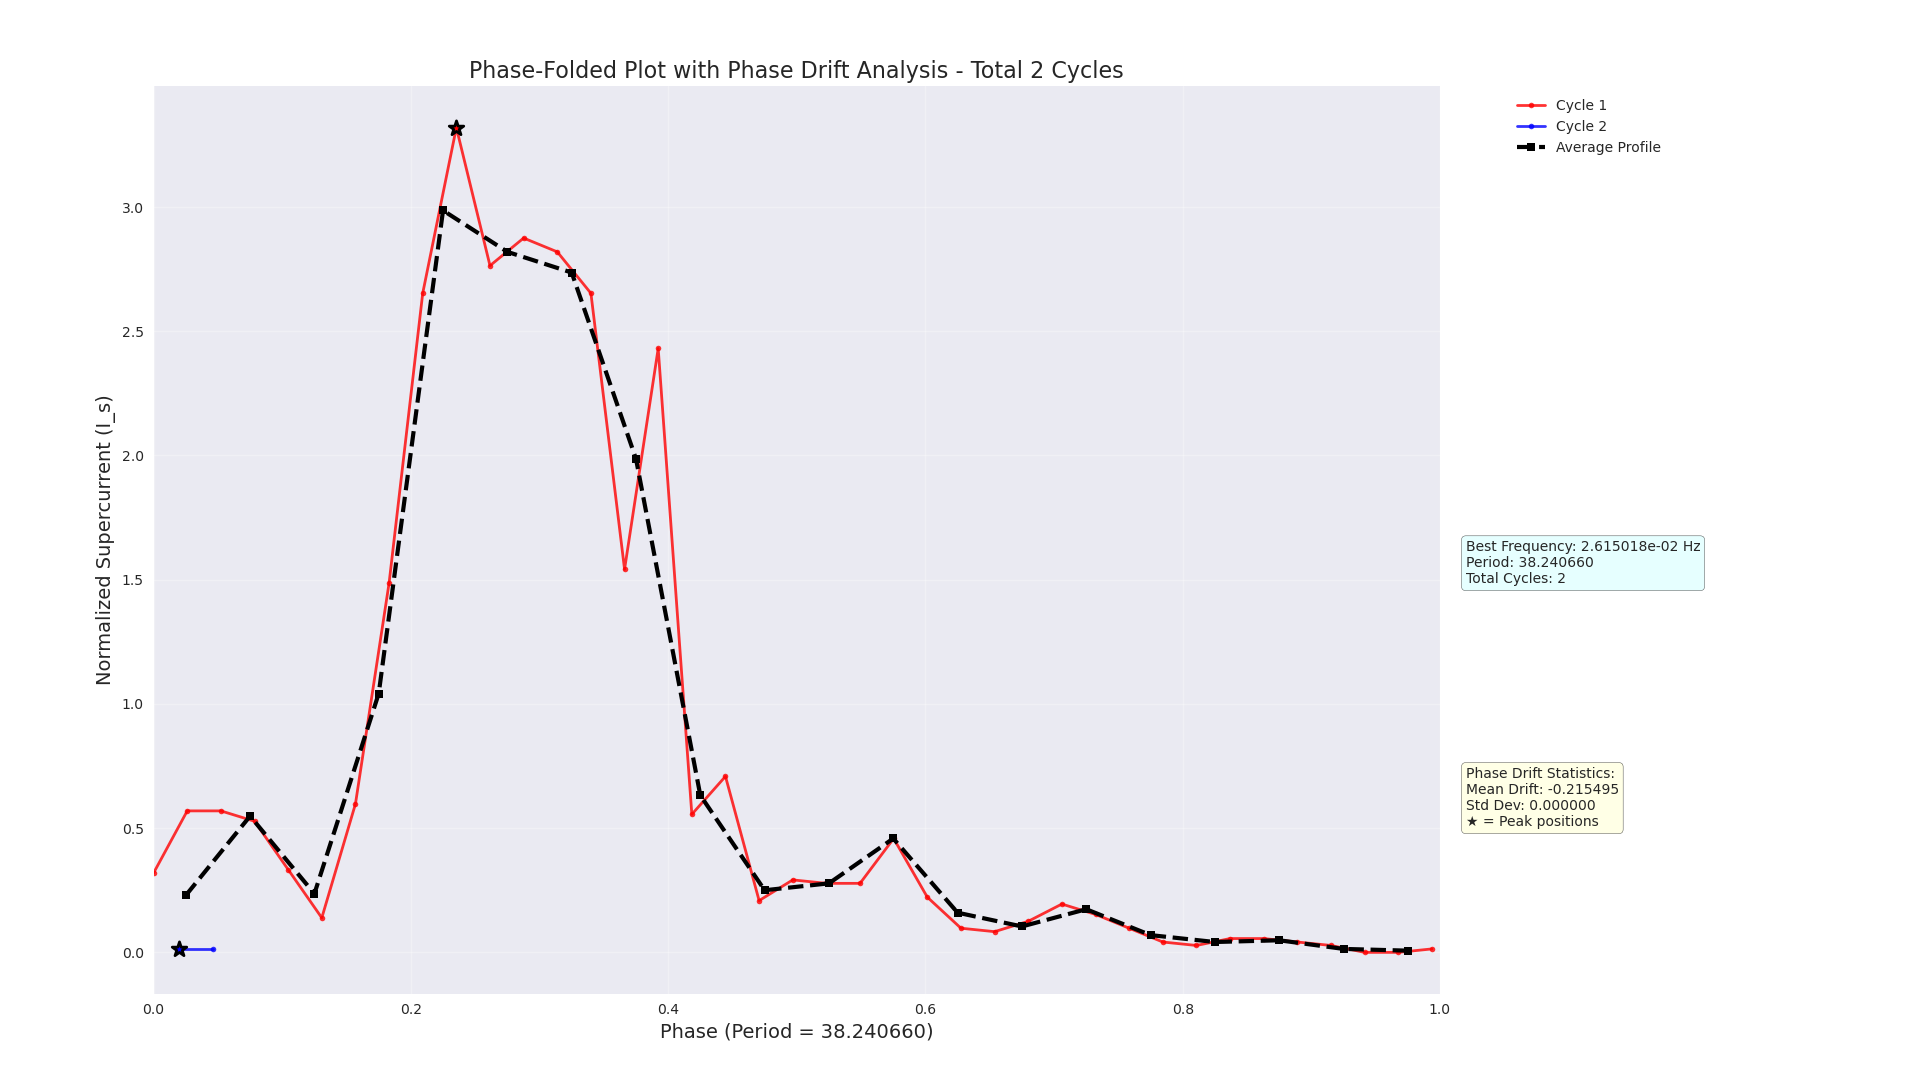 Phase-Folded Plot with Phase Drift Analysis - Total 2 Cycles
Cycle 1
Cycle 2
Average Profile
Normalized Supercurrent (I_s)
3.0
2.5
2.0
1.5
1.0
0.5
0.0
0.0
0.2
0.4
0.6
0.8
1.0
Phase (Period = 38.240660)
Best Frequency: 2.615018e-02 Hz
Period: 38.240660
Total Cycles: 2
Phase Drift Statistics:
Mean Drift: -0.215495
Std Dev: 0.000000
★ = Peak positions